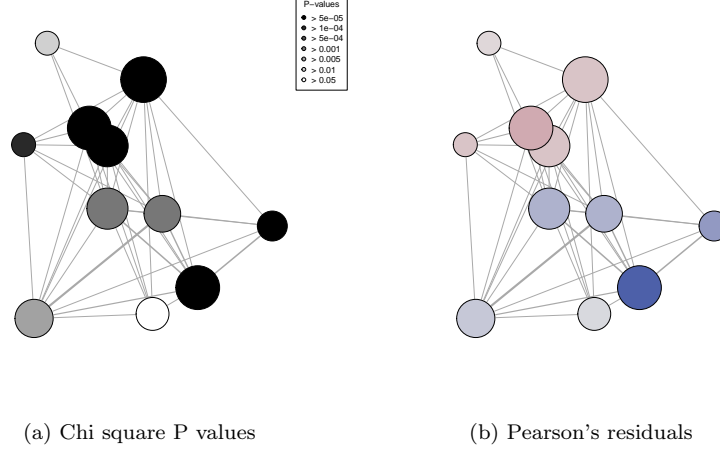 P-values
> 5e-05
> 1e-04
> 5e-04
> 0.001
> 0.005
> 0.01
> 0.05
(a) Chi square P values
(b) Pearson's residuals